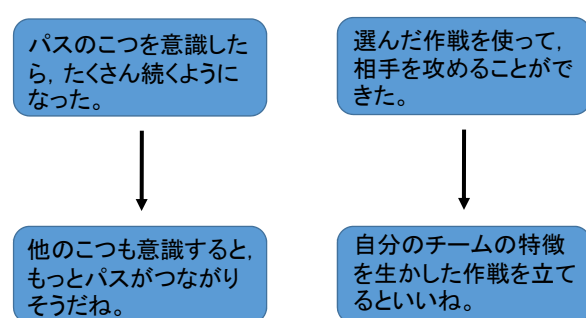 パスのこつを意識した
ら，たくさん続くように
なった。
選んだ作戦を使って，
相手を攻めることがで
きた。
他のこつも意識すると，
もっとパスがつながり
そうだね。
自分のチームの特徴
を生かした作戦を立て
るといいね。